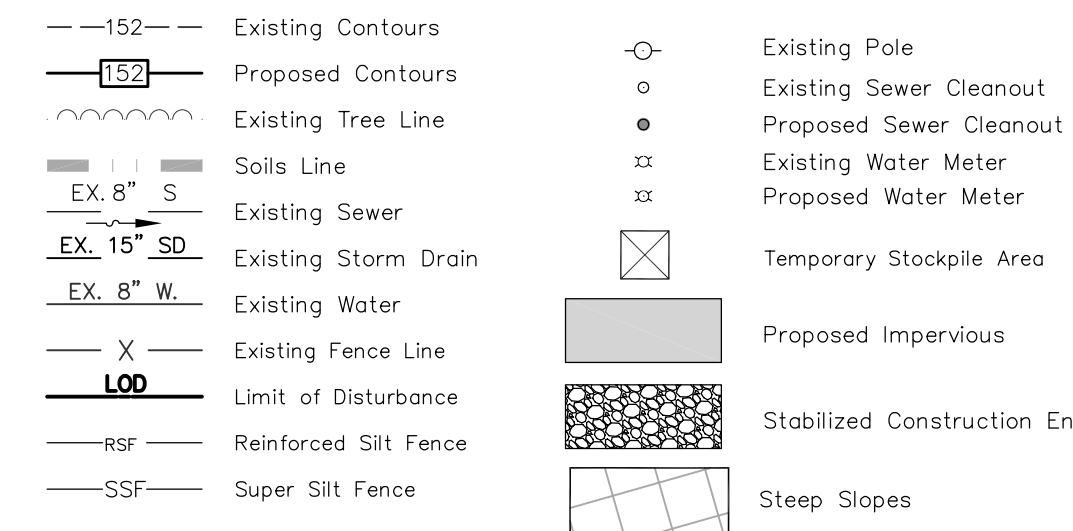 152 Existing Contours
152 Proposed Contours
Existing Tree Line
Soils Line
EX. 8" S
Existing Sewer
EX. 15" SD
Existing Storm Drain
EX. 8" W.
Existing Water
X Existing Fence Line
LOD
Limit of Disturbance
RSF Reinforced Silt Fence
SSF Super Silt Fence
Existing Pole
Existing Sewer Cleanout
Proposed Sewer Cleanout
Existing Water Meter
Proposed Water Meter
Temporary Stockpile Area
Proposed Impervious
Stabilized Construction En
Steep Slopes